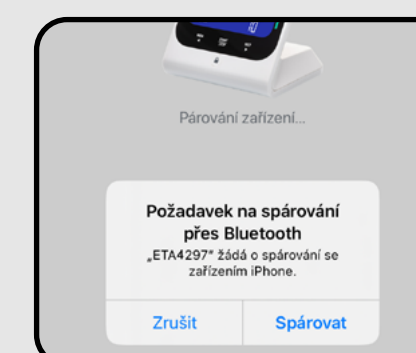 Párování zařízení...
Požadavek na spárování
přes Bluetooth
„ETA4297" žádá o spárování se
zařízením iPhone.
Zrušit
Spárovat